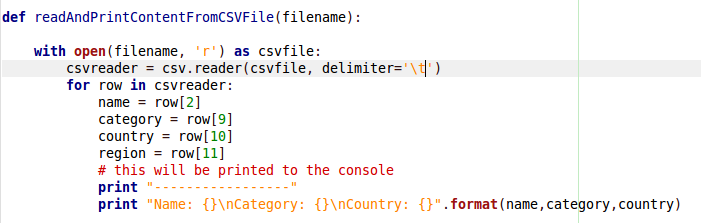 def readAndPrintContentFromCSVFile(filename):
with open(filename, 'r') as csvfile:
csvreader = csv.reader(csvfile, delimiter='\t')
for row in csvreader:
name = row[2]
category = row[9]
country = row[10]
region = row[11]
# this will be printed to the console
print "-----------------"
print "Name: {}\nCategory: {}\nCountry: {}".format(name,category,country)